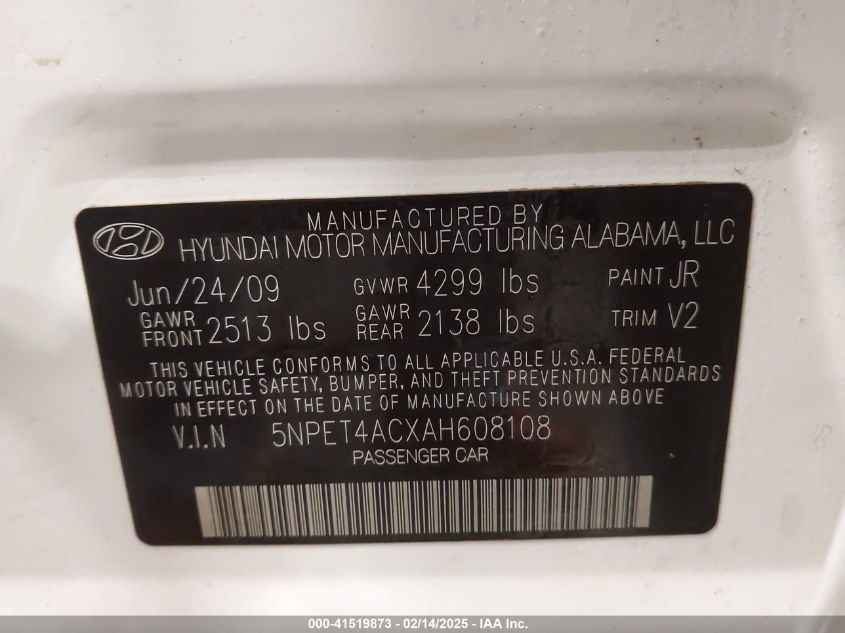 MANUFACTURED BY
HYUNDAI MOTOR MANUFACTURING ALABAMA, LLC
Jun/24/09 GVWR 4299 lbs PAINT JR
GAWR FRONT 2513 lbs GAWR REAR 2138 lbs TRIM V2
THIS VEHICLE CONFORMS TO ALL APPLICABLE U.S.A. FEDERAL
MOTOR VEHICLE SAFETY, BUMPER, AND THEFT PREVENTION STANDARDS
IN EFFECT ON THE DATE OF MANUFACTURE SHOWN ABOVE
V.I.N 5NPET4ACXAH608108
PASSENGER CAR
000-41519873 - 02/14/2025 - IAA Inc.